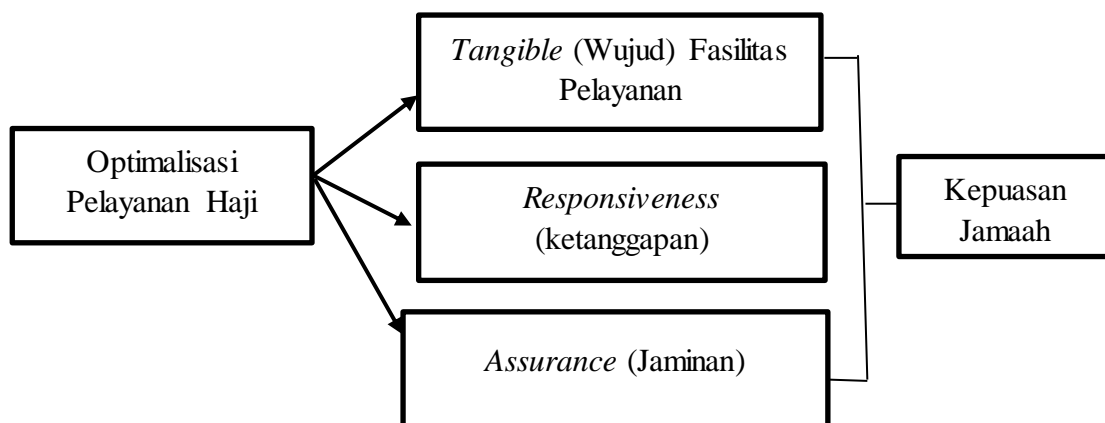 Tangible (Wujud) Fasilitas
Pelayanan
Optimalisasi
Pelayanan Haji
Responsiveness
(ketanggapan)
Kepuasan
Jamaah
Assurance (Jaminan)